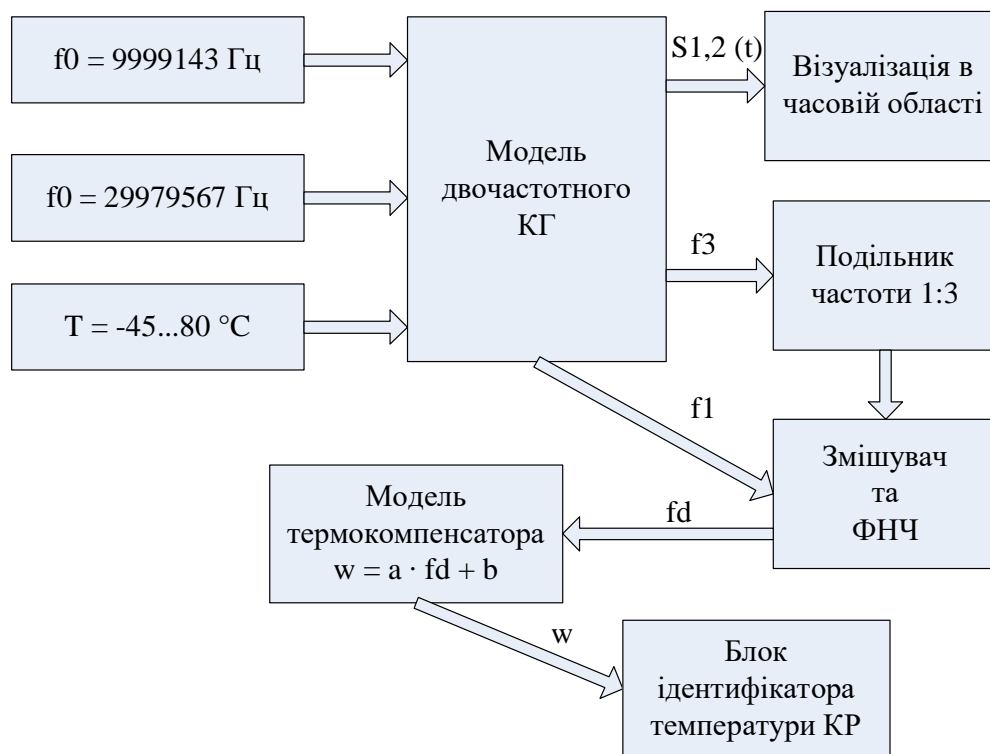 f0 = 9999143 Гц
f0 = 29979567 Гц
T = -45...80 °C
Модель
двочастотного
КГ
S1,2 (t)
Візуалізація в
часовій області
f3
Подільник
частоти 1:3
f1
Змішувач
та
ФНЧ
fd
Модель
термокомпенсатора
w = a · fd + b
w
Блок
ідентифікатора
температури КР